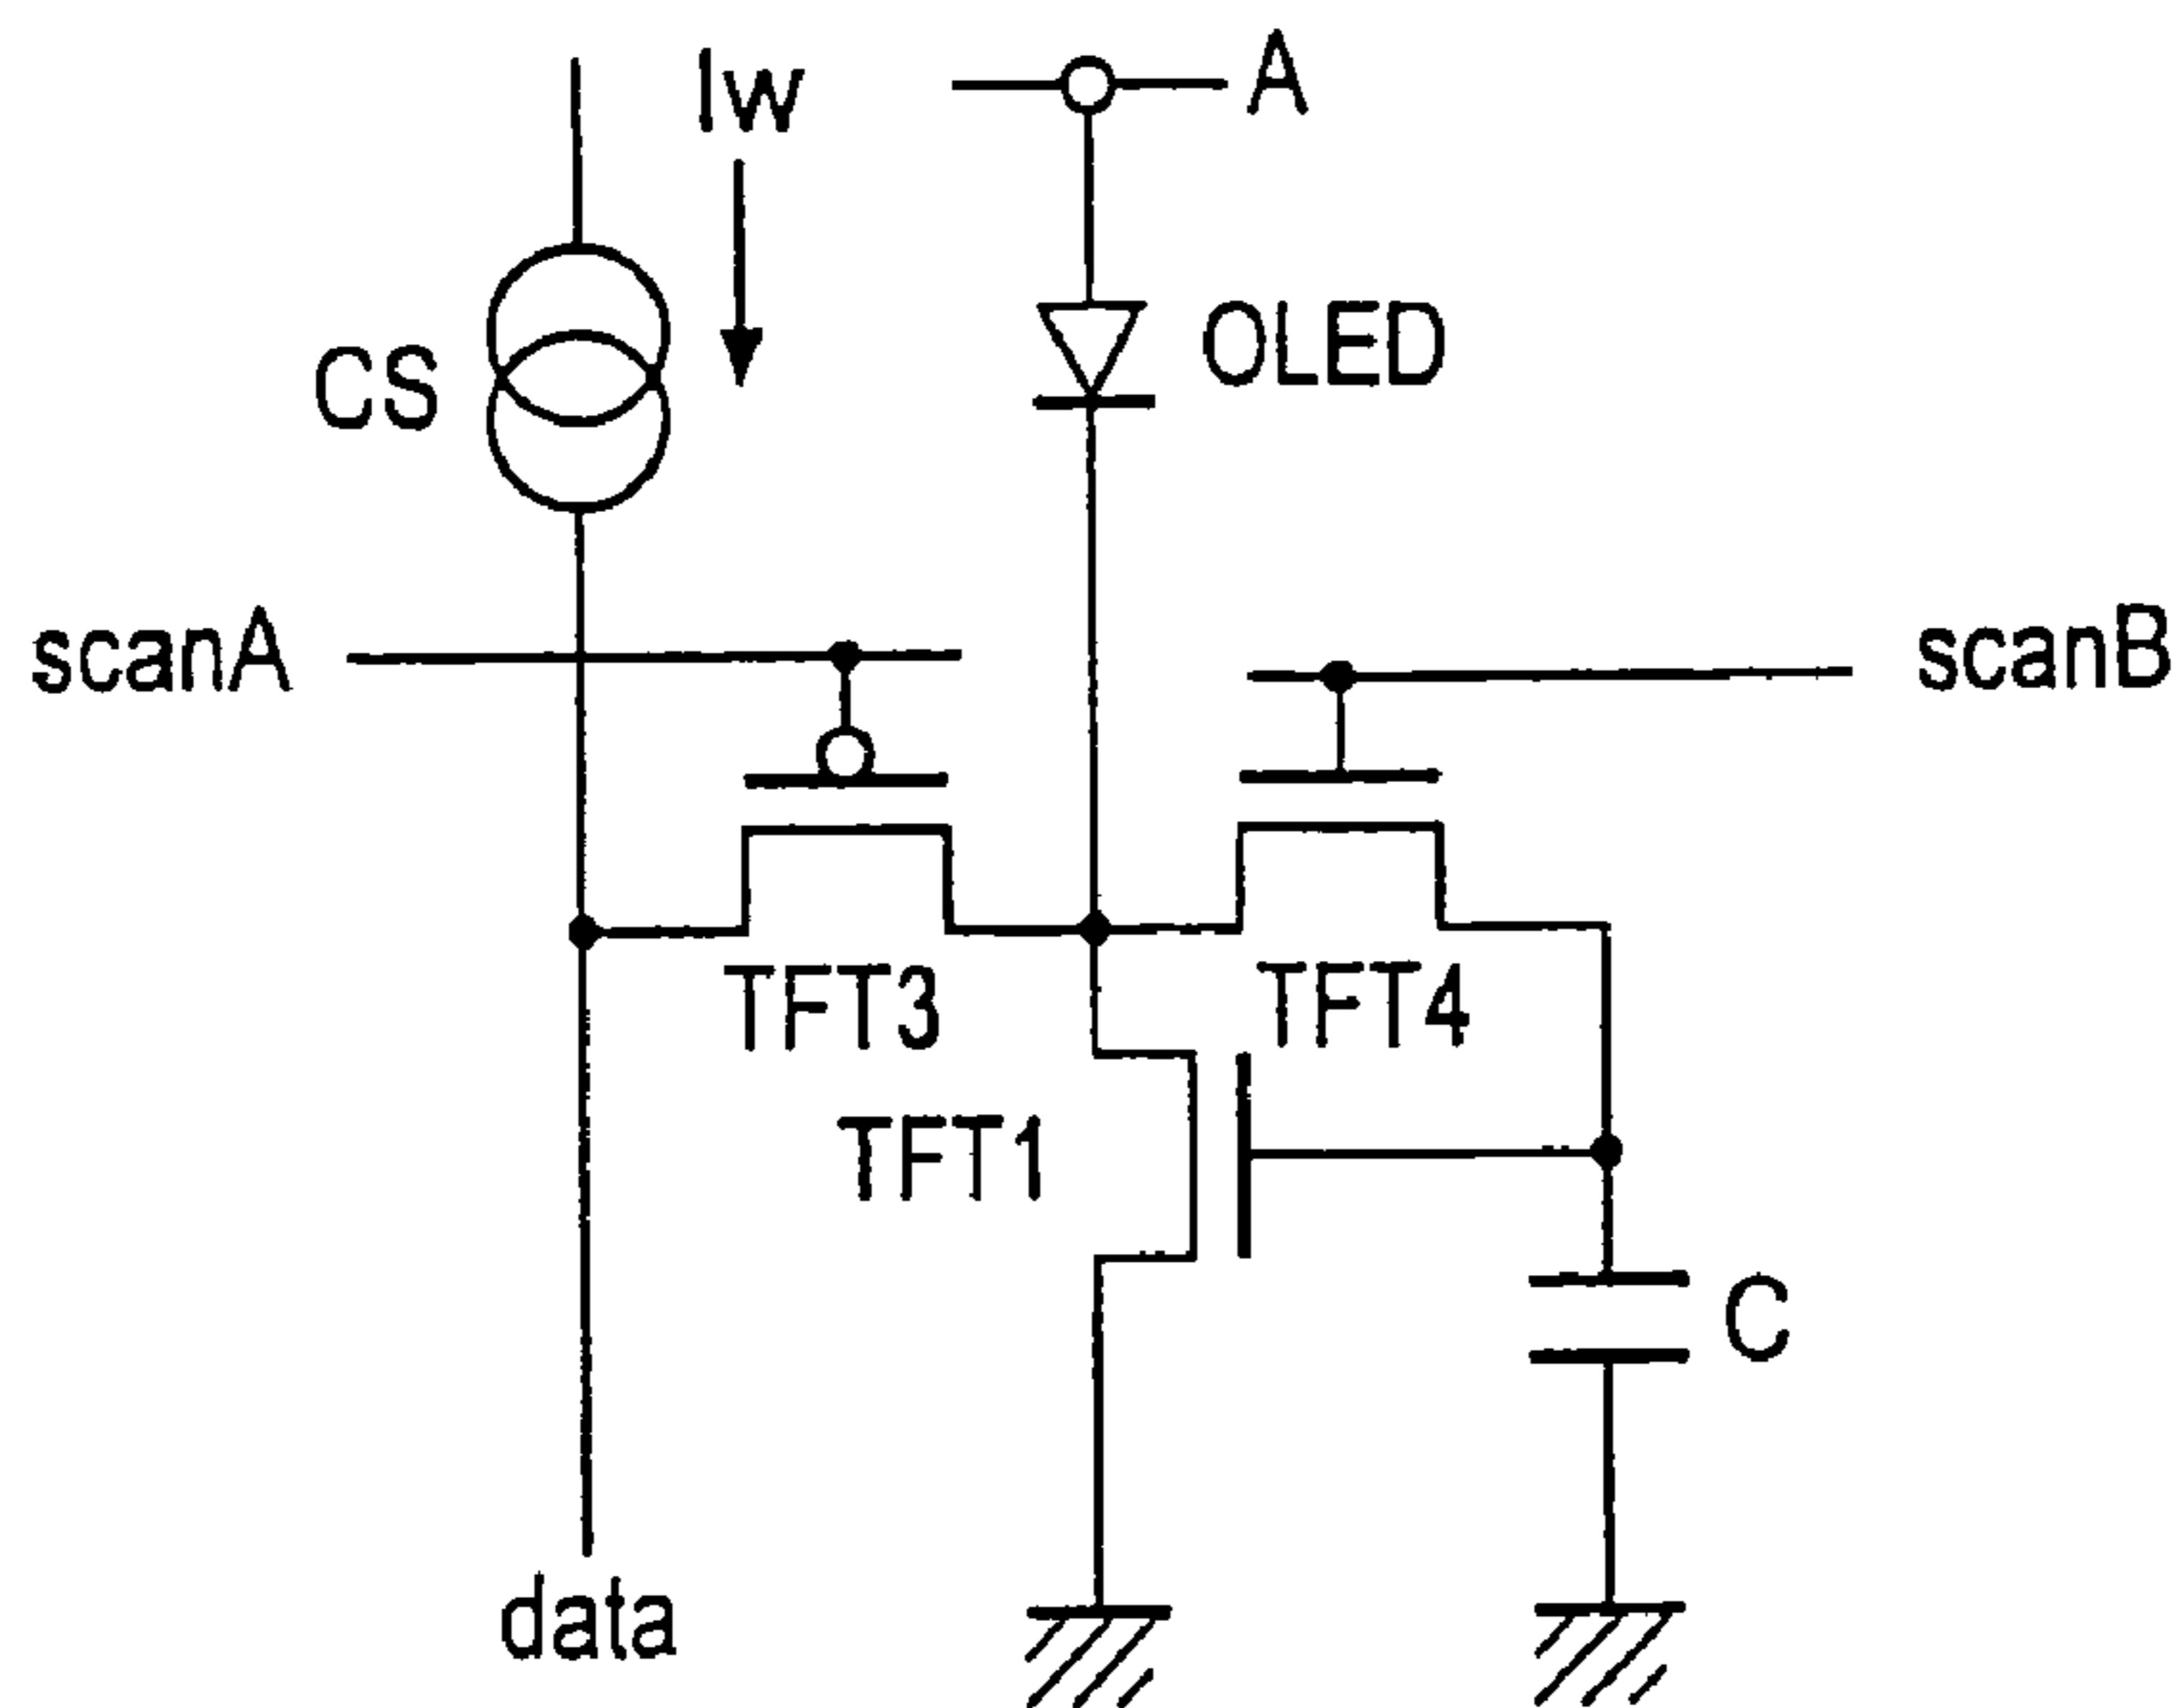 Iw
A
CS
OLED
scanA
scanB
TFT3
TFT4
TFT1
C
data